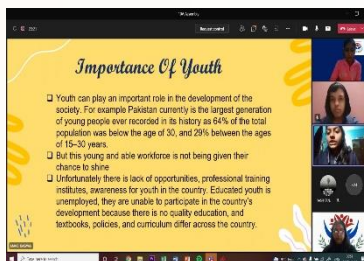 Importance Of Youth
Youth can play an important role in the development of the
society. For example Pakistan currently is the largest generation
of young people ever recorded in its history as 64% of the total
population was below the age of 30, and 29% between the ages
of 15–30 years.
But this young and able workforce is not being given their
chance to shine
Unfortunately there is lack of opportunities, professional training
institutes, awareness for youth in the country. Educated youth is
unemployed, they are unable to participate in the country's
development because there is no quality education, and
textbooks, policies, and curriculum differ across the country.